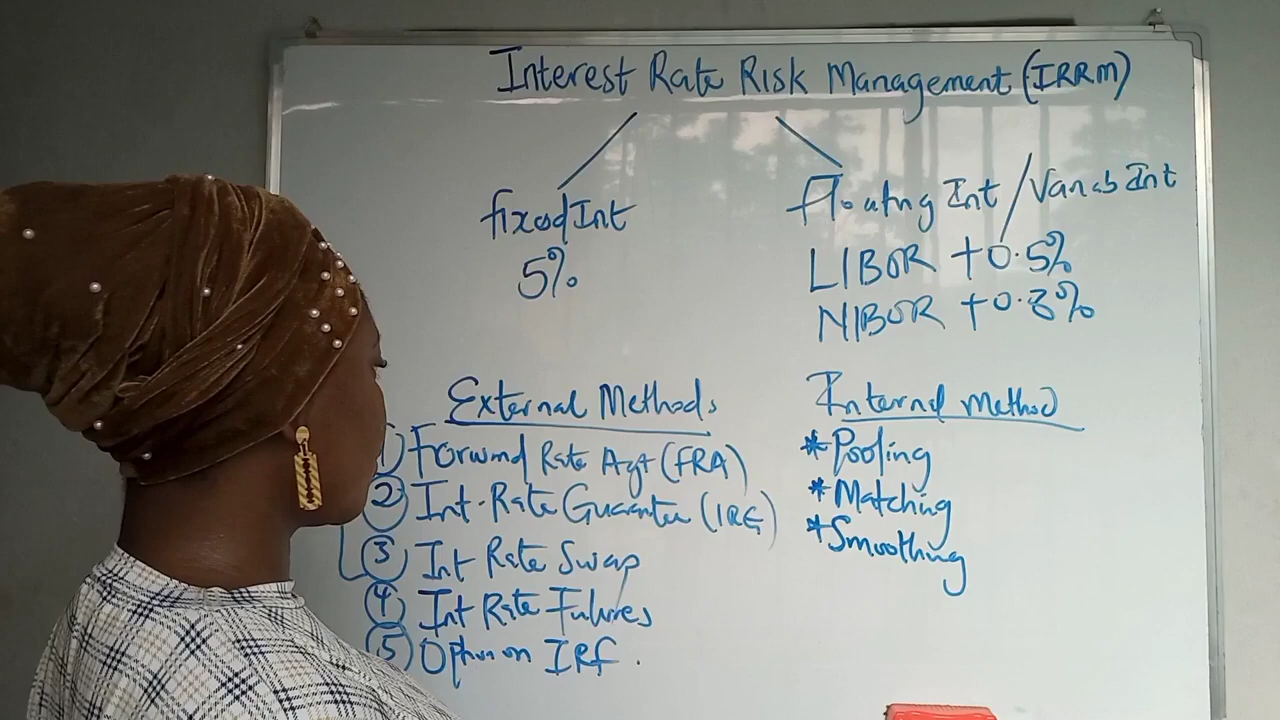 Interest Rate Risk Management (IRRM)
fixed Int
5%
Floating Int / Variab Int
LIBOR + 0.5%
NIBOR + 0.8%
External Methods
1) Forward Rate Agt (FRA)
2 Int. Rate Guarantee (IRG)
3 Int Rate Swap
4 Int Rate Futures
5) Option on IRF.
Internal Method
* Pooling
* Matching
* Smoothing